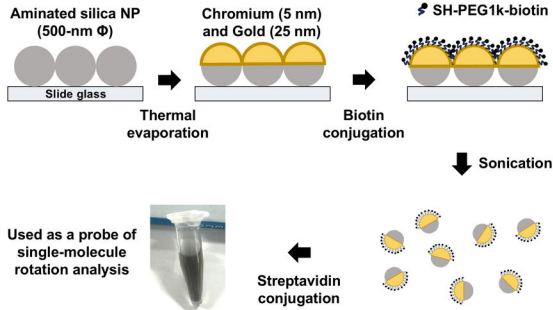 Aminated silica NP
(500-nm Φ)
Chromium (5 nm)
and Gold (25 nm)
SH-PEG1k-biotin
Slide glass
Thermal
evaporation
Biotin
conjugation
Sonication
Used as a probe of
single-molecule
rotation analysis
Streptavidin
conjugation